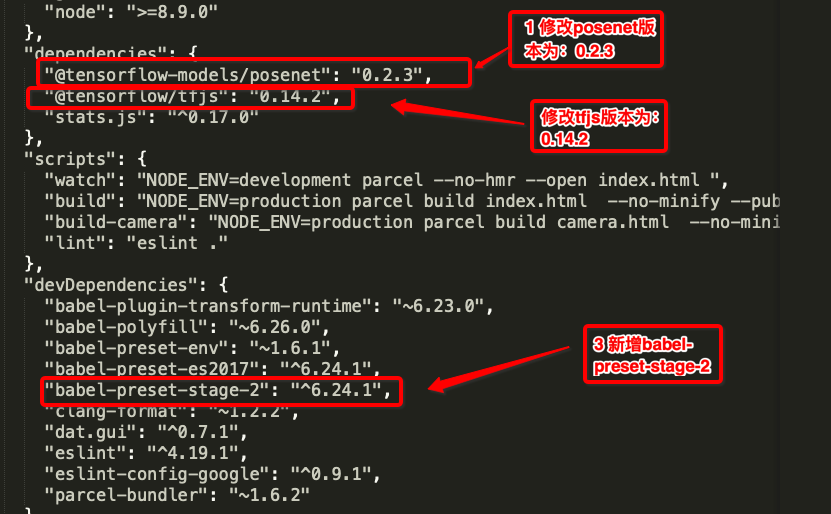 "node": ">=8.9.0"
},
"dependencies": {
"@tensorflow-models/posenet": "0.2.3",
"@tensorflow/tfjs": "0.14.2",
"stats.js": "^0.17.0"
},
"scripts": {
"watch": "NODE_ENV=development parcel --no-hmr --open index.html ",
"build": "NODE_ENV=production parcel build index.html  --no-minify --pub
"build-camera": "NODE_ENV=production parcel build camera.html  --no-mini
"lint": "eslint ."
},
"devDependencies": {
"babel-plugin-transform-runtime": "~6.23.0",
"babel-polyfill": "~6.26.0",
"babel-preset-env": "~1.6.1",
"babel-preset-es2017": "^6.24.1",
"babel-preset-stage-2": "^6.24.1",
"clang-format": "~1.2.2",
"dat.gui": "^0.7.1",
"eslint": "^4.19.1",
"eslint-config-google": "^0.9.1",
"parcel-bundler": "~1.6.2"
1 修改posenet版
本为：0.2.3
修改tfjs版本为：
0.14.2
3 新增babel-
preset-stage-2